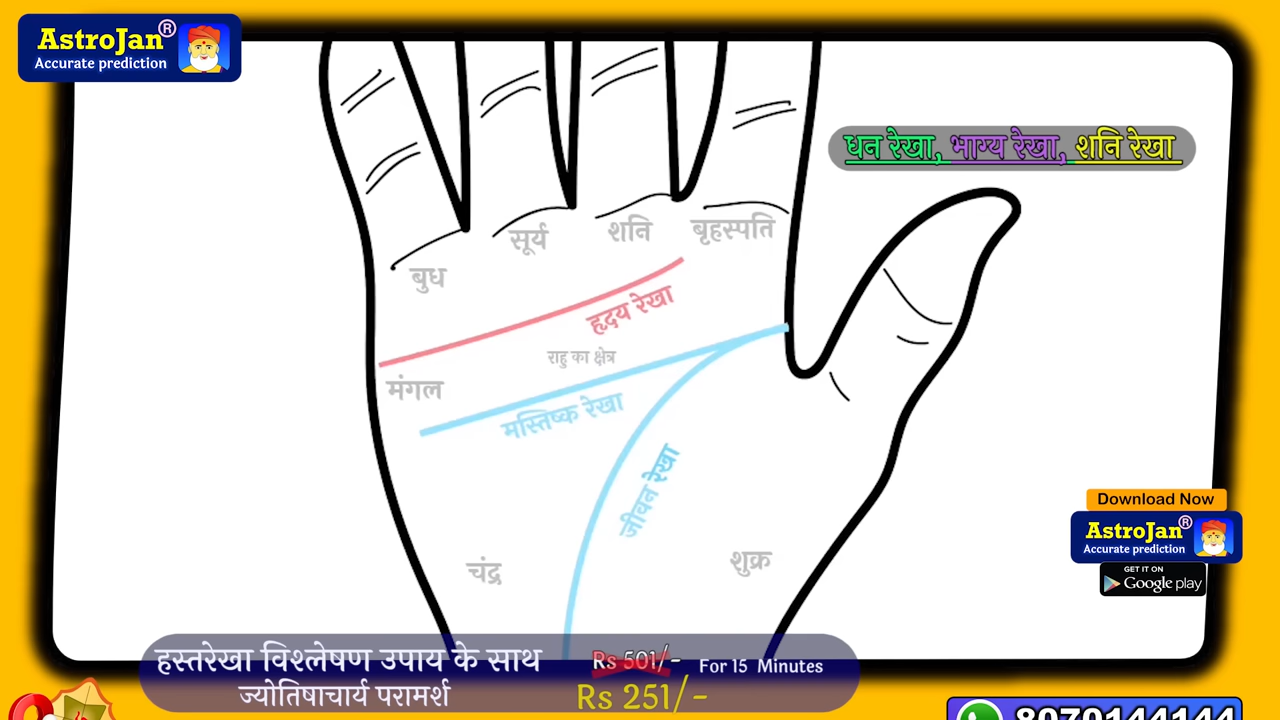 AstroJan®
Accurate prediction
धन रेखा, भाग्य रेखा, शनि रेखा
सूर्य
शनि
बृहस्पति
बुध
हृदय रेखा
राहु का क्षेत्र
मंगल
मस्तिष्क रेखा
जीवन रेखा
चंद्र
शुक्र
Download Now
AstroJan®
Accurate prediction
GET IT ON
Google play
हस्तरेखा विश्लेषण उपाय के साथ
ज्योतिषाचार्य परामर्श
Rs 501/-
For 15 Minutes
Rs 251/-
8070144144